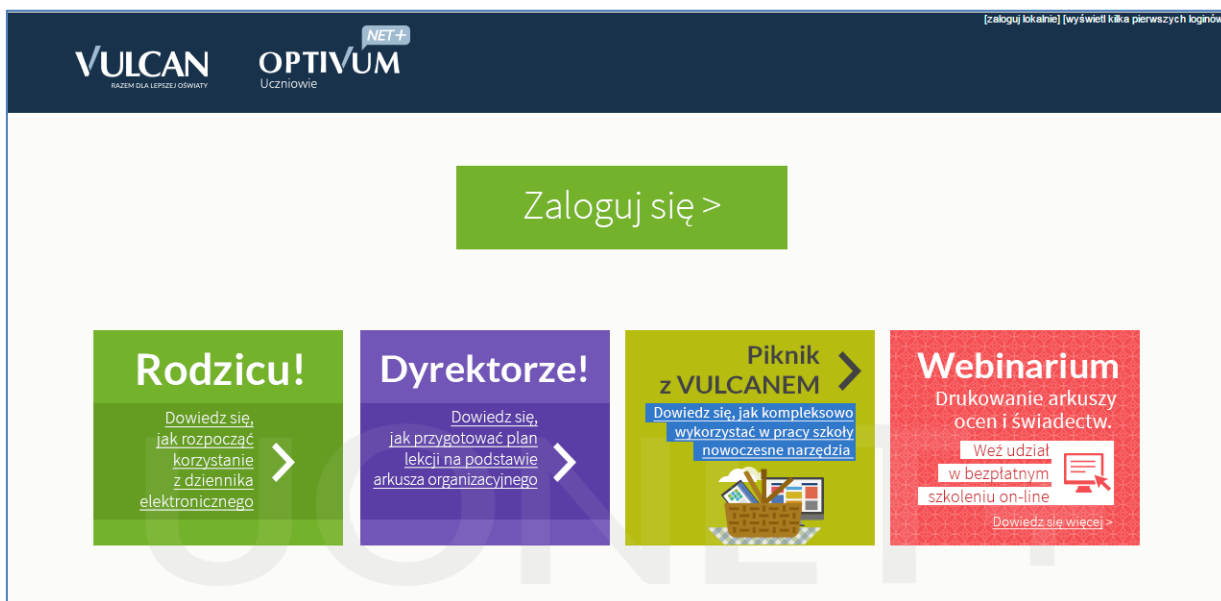 [zaloguj lokalnie] [wyświetl kilka pierwszych loginów
VULCAN
RAZEM DLA LEPSZEJ OŚWIATY
NET+
OPTIVUM
Uczniowie
Zaloguj się >
Rodzicu!
Dowiedz się,
jak rozpocząć
korzystanie
z dziennika
elektronicznego
Dyrektorze!
Dowiedz się,
jak przygotować plan
lekcji na podstawie
arkusza organizacyjnego
Piknik
z VULCANEM
Dowiedz się, jak kompleksowo
wykorzystać w pracy szkoły
nowoczesne narzędzia
Webinarium
Drukowanie arkuszy
ocen i świadectw.
Weź udział
w bezpłatnym
szkoleniu on-line
Dowiedz się więcej >
UONET+